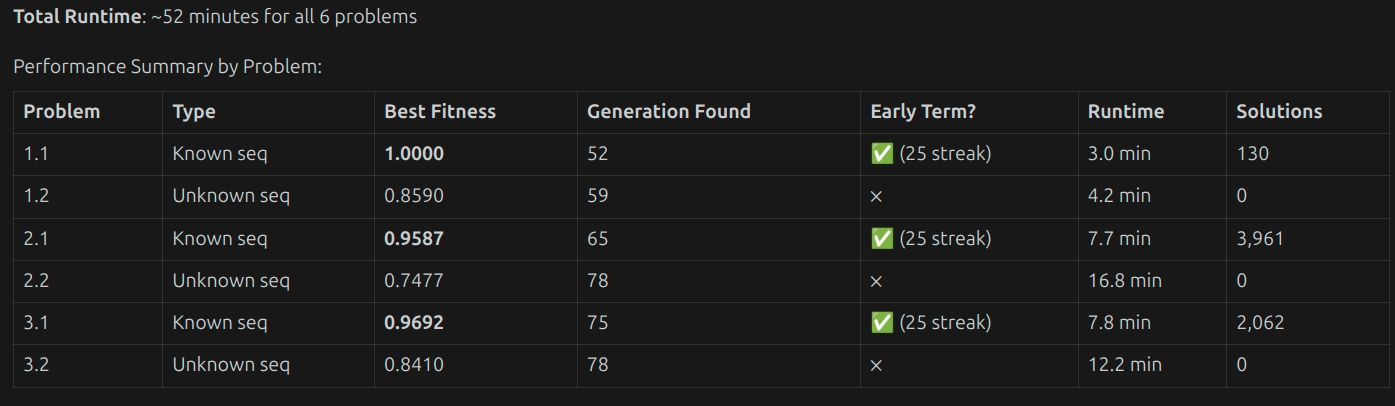 Total Runtime: ~52 minutes for all 6 problems
Performance Summary by Problem:
Problem Type Best Fitness Generation Found Early Term? Runtime Solutions
1.1 Known seq 1.0000 52 ✅ (25 streak) 3.0 min 130
1.2 Unknown seq 0.8590 59 × 4.2 min 0
2.1 Known seq 0.9587 65 ✅ (25 streak) 7.7 min 3,961
2.2 Unknown seq 0.7477 78 × 16.8 min 0
3.1 Known seq 0.9692 75 ✅ (25 streak) 7.8 min 2,062
3.2 Unknown seq 0.8410 78 × 12.2 min 0